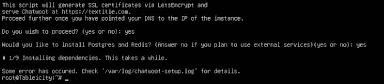 This script will generate SSL certificates via LetsEncrypt and
serve Chatwoot at https://textitie.com.
Proceed further once you have pointed your DNS to the IP of the instance.
Do you wish to proceed? (yes or no): yes
Would you like to install Postgres and Redis? (Answer no if you plan to use external services)(yes or no): yes
* 1/9 Installing dependencies. This takes a while.
Some error has occured. Check '/var/log/chatwoot-setup.log' for details.